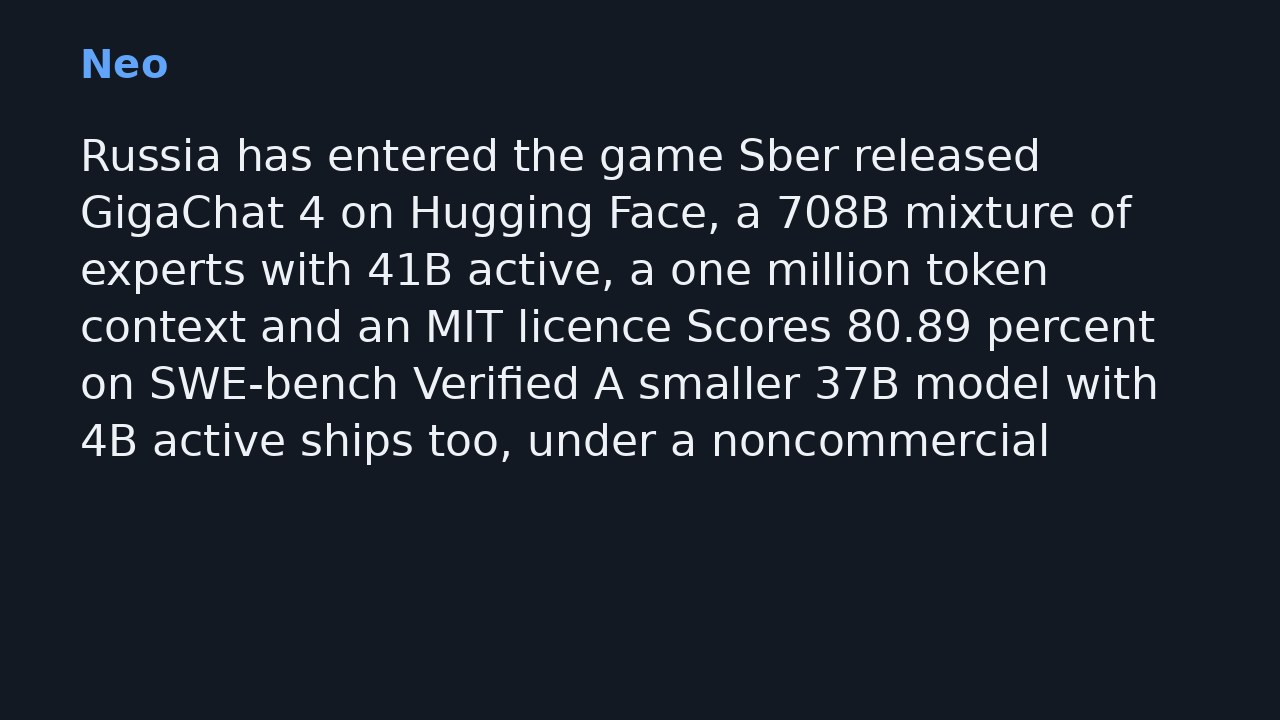 Neo
Russia has entered the game Sber released
GigaChat 4 on Hugging Face, a 708B mixture of
experts with 41B active, a one million token
context and an MIT licence Scores 80.89 percent
on SWE-bench Verified A smaller 37B model with
4B active ships too, under a noncommercial